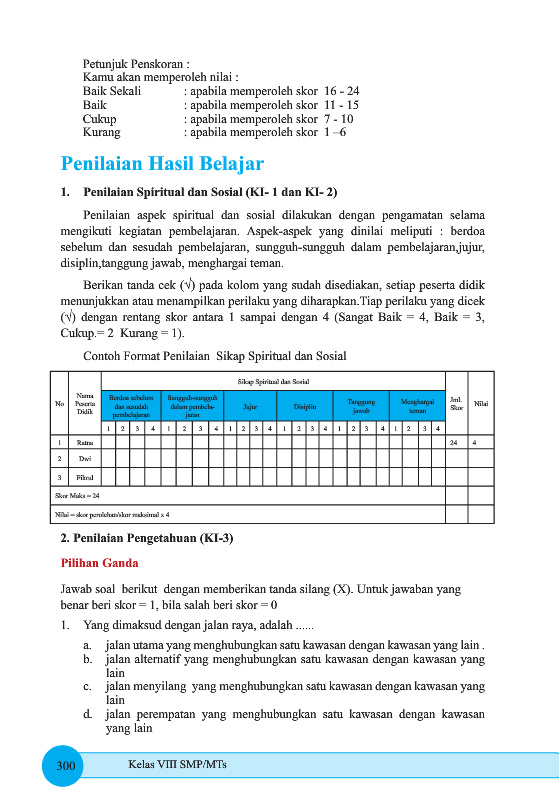 Petunjuk Penskoran :
Kamu akan memperoleh nilai :
Baik Sekali : apabila memperoleh skor 16 - 24
Baik : apabila memperoleh skor 11 - 15
Cukup : apabila memperoleh skor 7 - 10
Kurang : apabila memperoleh skor 1 –6
Penilaian Hasil Belajar
1. Penilaian Spiritual dan Sosial (KI- 1 dan KI- 2)
Penilaian aspek spiritual dan sosial dilakukan dengan pengamatan selama
mengikuti kegiatan pembelajaran. Aspek-aspek yang dinilai meliputi : berdoa
sebelum dan sesudah pembelajaran, sungguh-sungguh dalam pembelajaran,jujur,
disiplin,tanggung jawab, menghargai teman.
Berikan tanda cek (√) pada kolom yang sudah disediakan, setiap peserta didik
menunjukkan atau menampilkan perilaku yang diharapkan.Tiap perilaku yang dicek
(√) dengan rentang skor antara 1 sampai dengan 4 (Sangat Baik = 4, Baik = 3,
Cukup.= 2 Kurang = 1).
Contoh Format Penilaian Sikap Spiritual dan Sosial
No Nama Peserta Didik Sikap Spiritual dan Sosial Jml. Skor Nilai
Berdoa sebelum dan sesudah pembelajaran Sungguh-sungguh dalam pembela-jaran Jujur Disiplin Tanggung jawab Menghargai teman
1 2 3 4 1 2 3 4 1 2 3 4 1 2 3 4 1 2 3 4 1 2 3 4
1 Ratna 24 4
2 Dwi
3 Fikrul
Skor Maks = 24
Nilai = skor perolehan/skor maksimal x 4
2. Penilaian Pengetahuan (KI-3)
Pilihan Ganda
Jawab soal berikut dengan memberikan tanda silang (X). Untuk jawaban yang
benar beri skor = 1, bila salah beri skor = 0
1. Yang dimaksud dengan jalan raya, adalah ......
a. jalan utama yang menghubungkan satu kawasan dengan kawasan yang lain .
b. jalan alternatif yang menghubungkan satu kawasan dengan kawasan yang
lain
c. jalan menyilang yang menghubungkan satu kawasan dengan kawasan yang
lain
d. jalan perempatan yang menghubungkan satu kawasan dengan kawasan
yang lain
300 Kelas VIII SMP/MTs